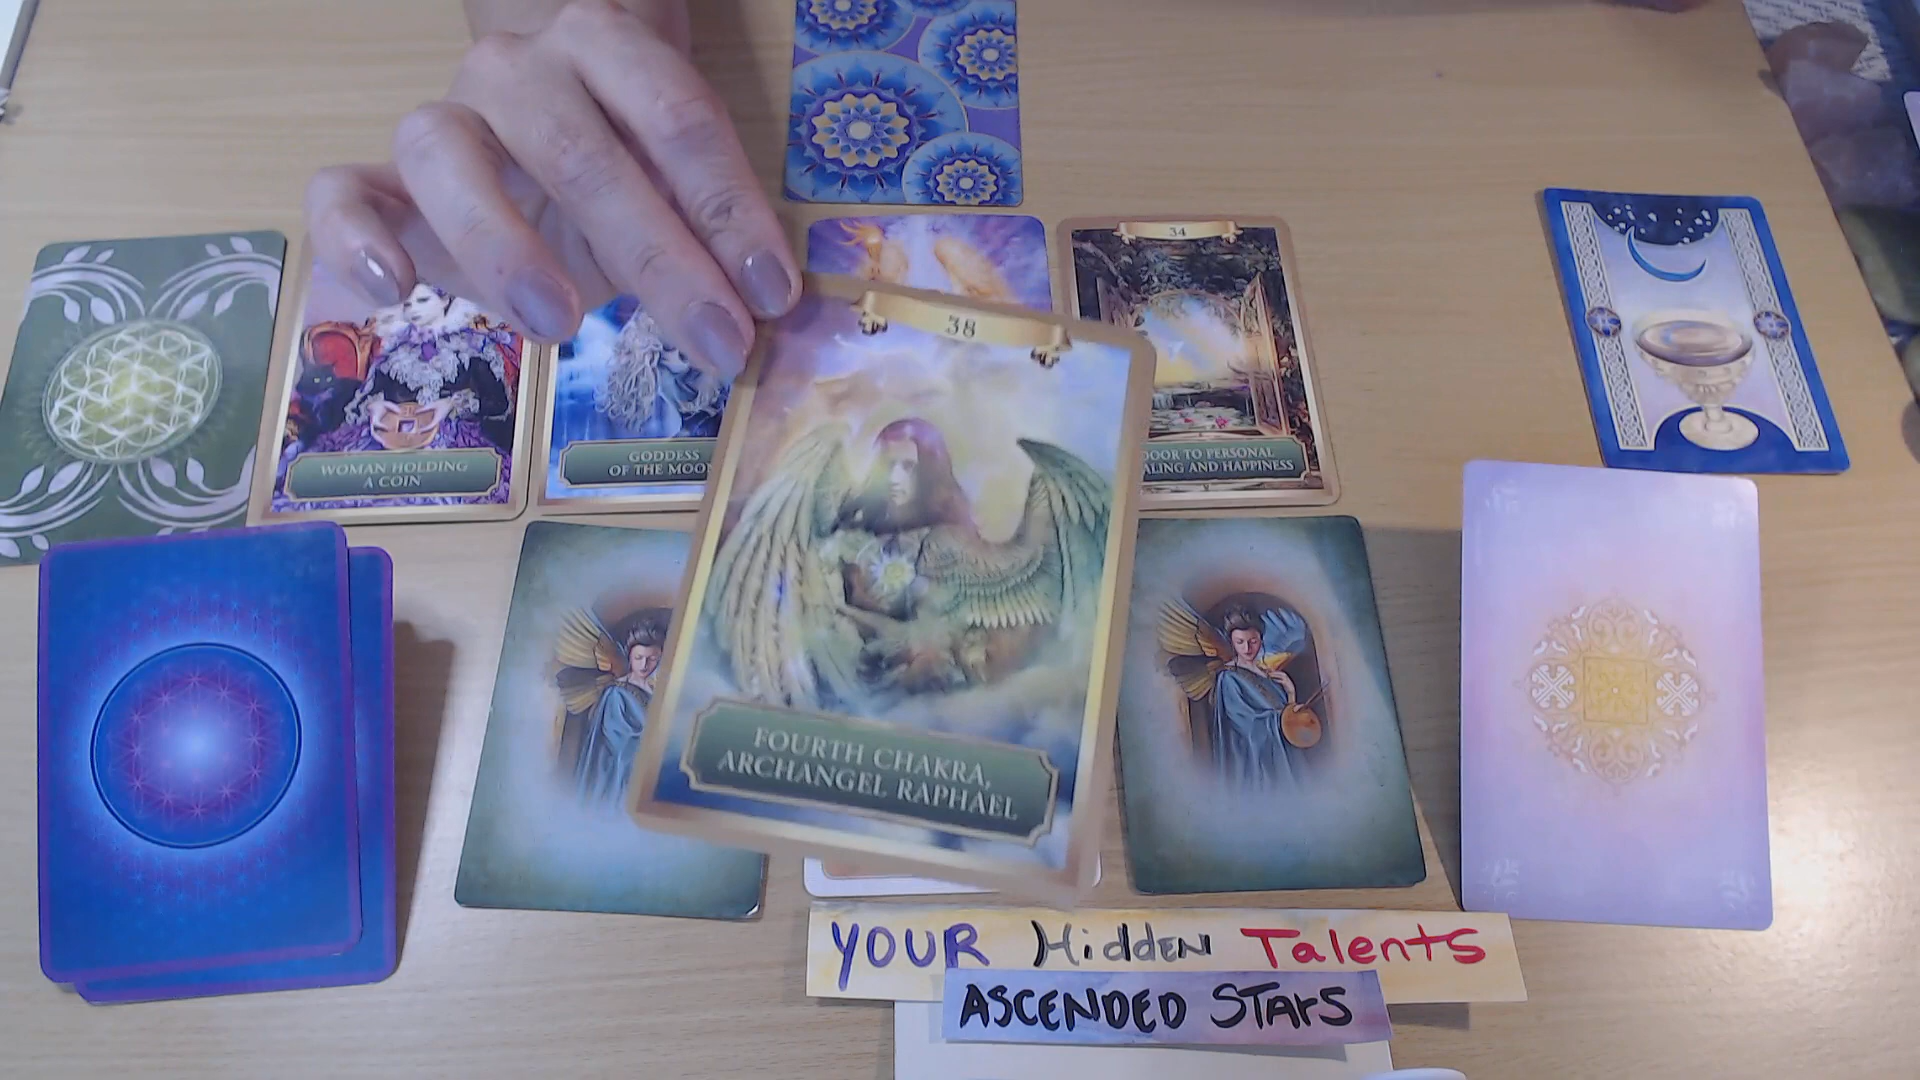 34
38
WOMAN HOLDING
A COIN
GODDESS
OF THE MOON
DOOR TO PERSONAL
HEALING AND HAPPINESS
FOURTH CHAKRA,
ARCHANGEL RAPHAEL
YOUR Hidden Talents
ASCENDED STARS